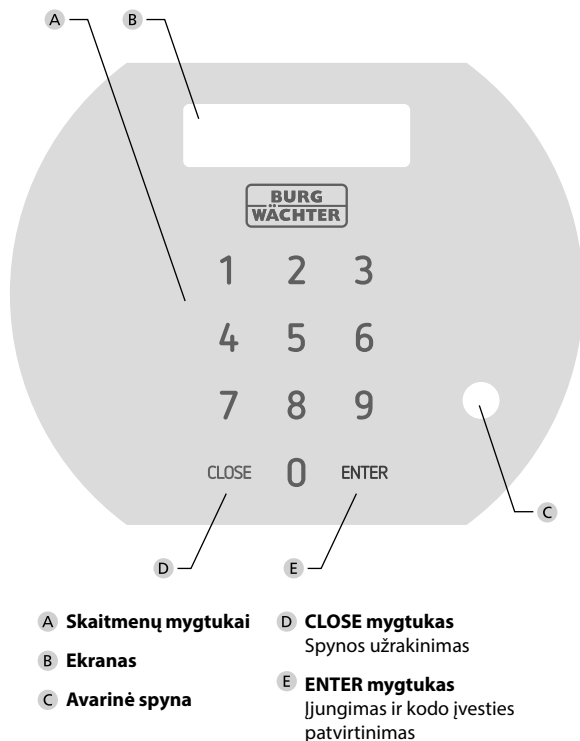 A B
BURG
WÄCHTER
1 2 3
4 5 6
7 8 9
CLOSE 0 ENTER
C
D E
A Skaitmenų mygtukai
B Ekranas
C Avarinė spyna
D CLOSE mygtukas
Spynos užrakinimas
E ENTER mygtukas
Įjungimas ir kodo įvesties
patvirtinimas